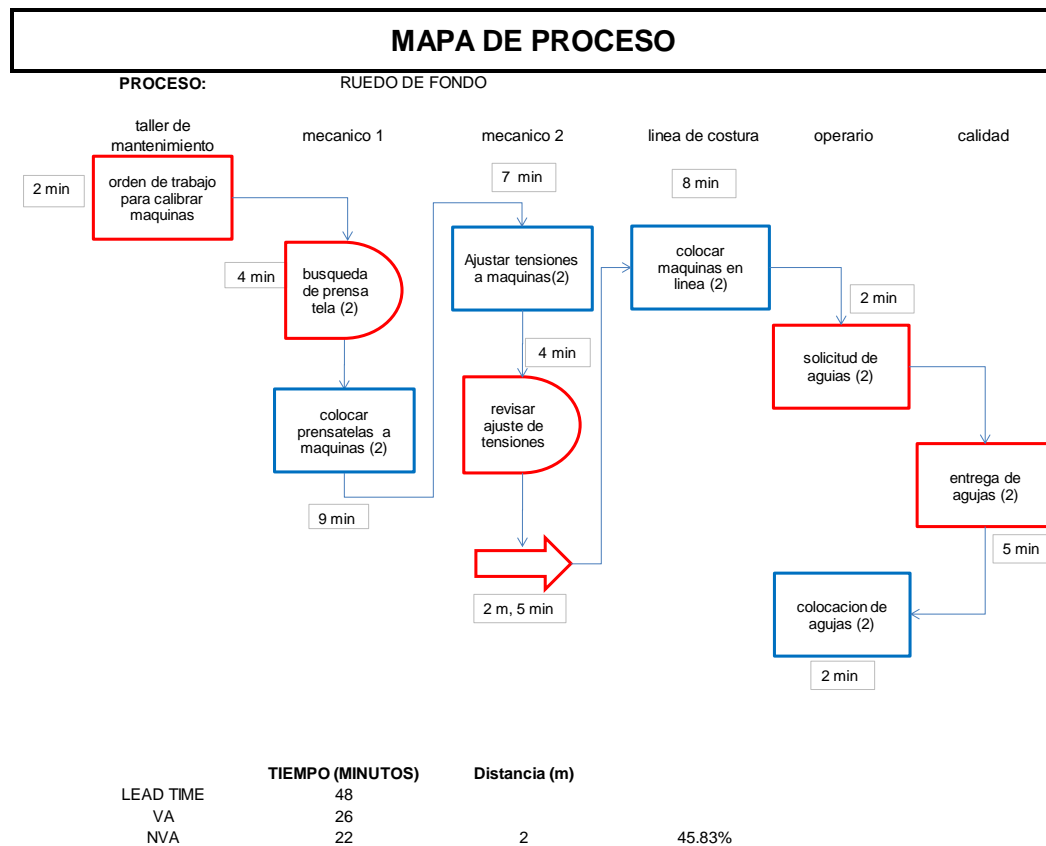 MAPA DE PROCESO
PROCESO: RUEDO DE FONDO
taller de
mantenimiento
mecanico 1
mecanico 2
linea de costura
operario
calidad
2 min
orden de trabajo
para calibrar
maquinas
4 min
busqueda
de prensa
tela (2)
colocar
prensatelas a
maquinas (2)
9 min
7 min
Ajustar tensiones
a maquinas(2)
4 min
revisar
ajuste de
tensiones
2 m, 5 min
8 min
colocar
maquinas en
linea (2)
2 min
solicitud de
aguias (2)
entrega de
agujas (2)
5 min
colocacion de
agujas (2)
2 min
TIEMPO (MINUTOS) Distancia (m)
LEAD TIME 48
VA 26
NVA 22 2 45.83%